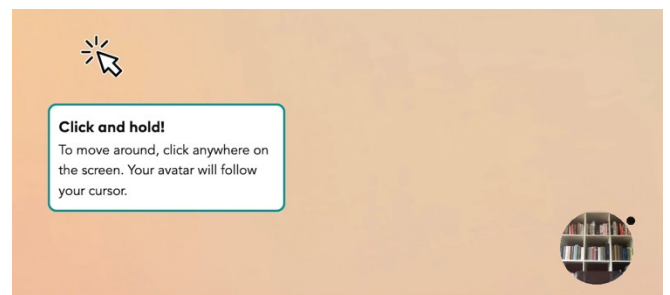 Click and hold!
To move around, click anywhere on
the screen. Your avatar will follow
your cursor.